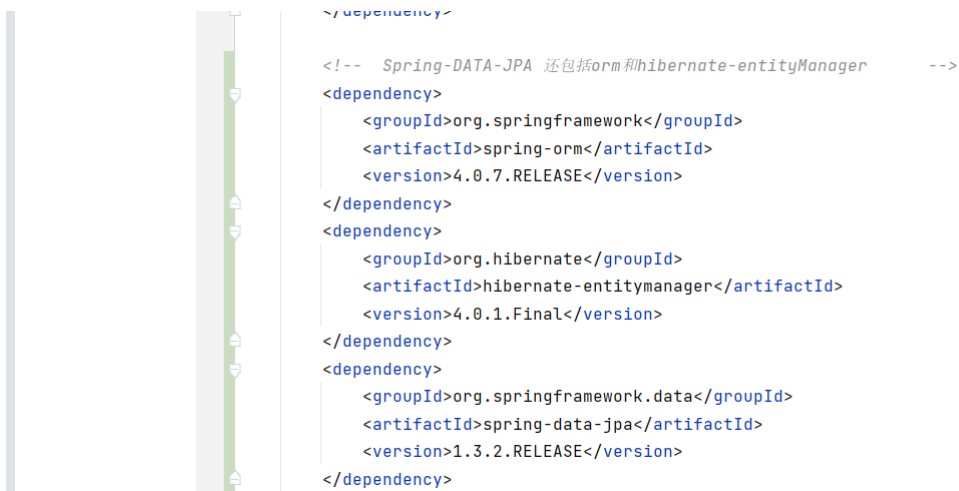 </dependency>
<!-- Spring-DATA-JPA 还包括orm和hibernate-entityManager -->
<dependency>
<groupId>org.springframework</groupId>
<artifactId>spring-orm</artifactId>
<version>4.0.7.RELEASE</version>
</dependency>
<dependency>
<groupId>org.hibernate</groupId>
<artifactId>hibernate-entitymanager</artifactId>
<version>4.0.1.Final</version>
</dependency>
<dependency>
<groupId>org.springframework.data</groupId>
<artifactId>spring-data-jpa</artifactId>
<version>1.3.2.RELEASE</version>
</dependency>